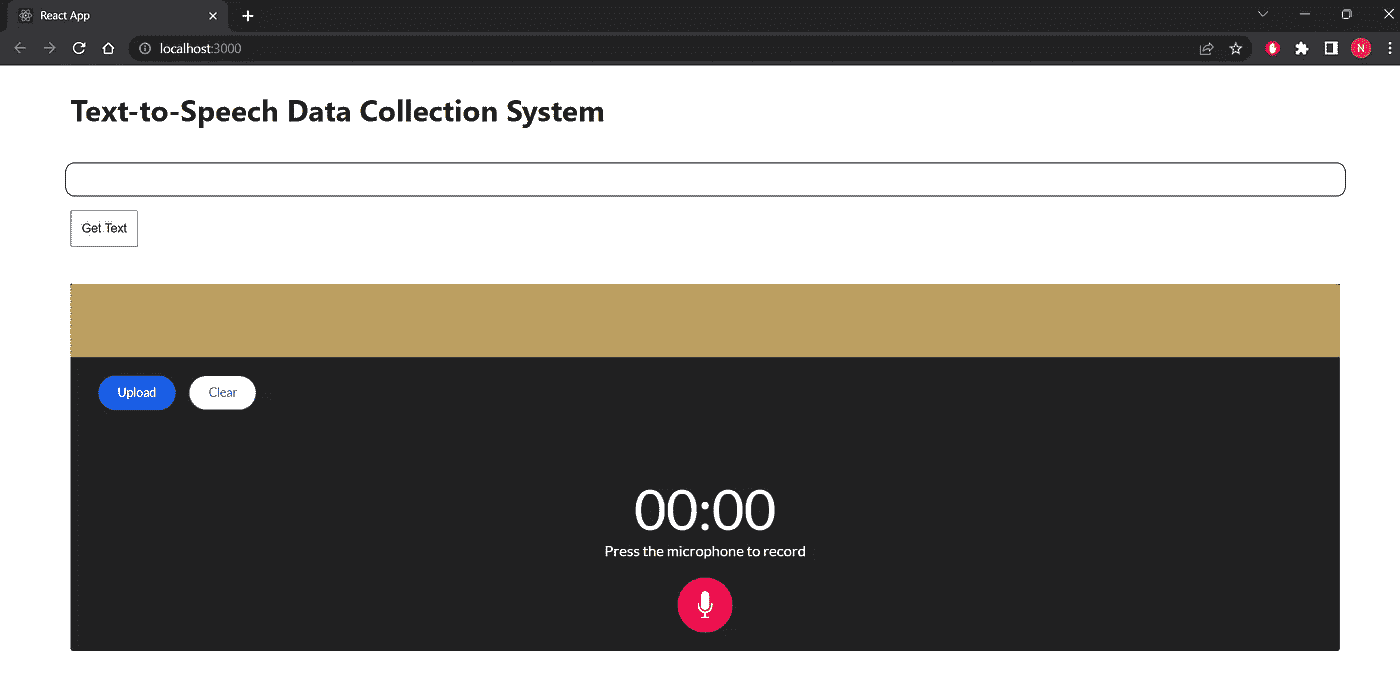 React App
localhost:3000
N
Text-to-Speech Data Collection System
Get Text
Upload Clear
00:00
Press the microphone to record